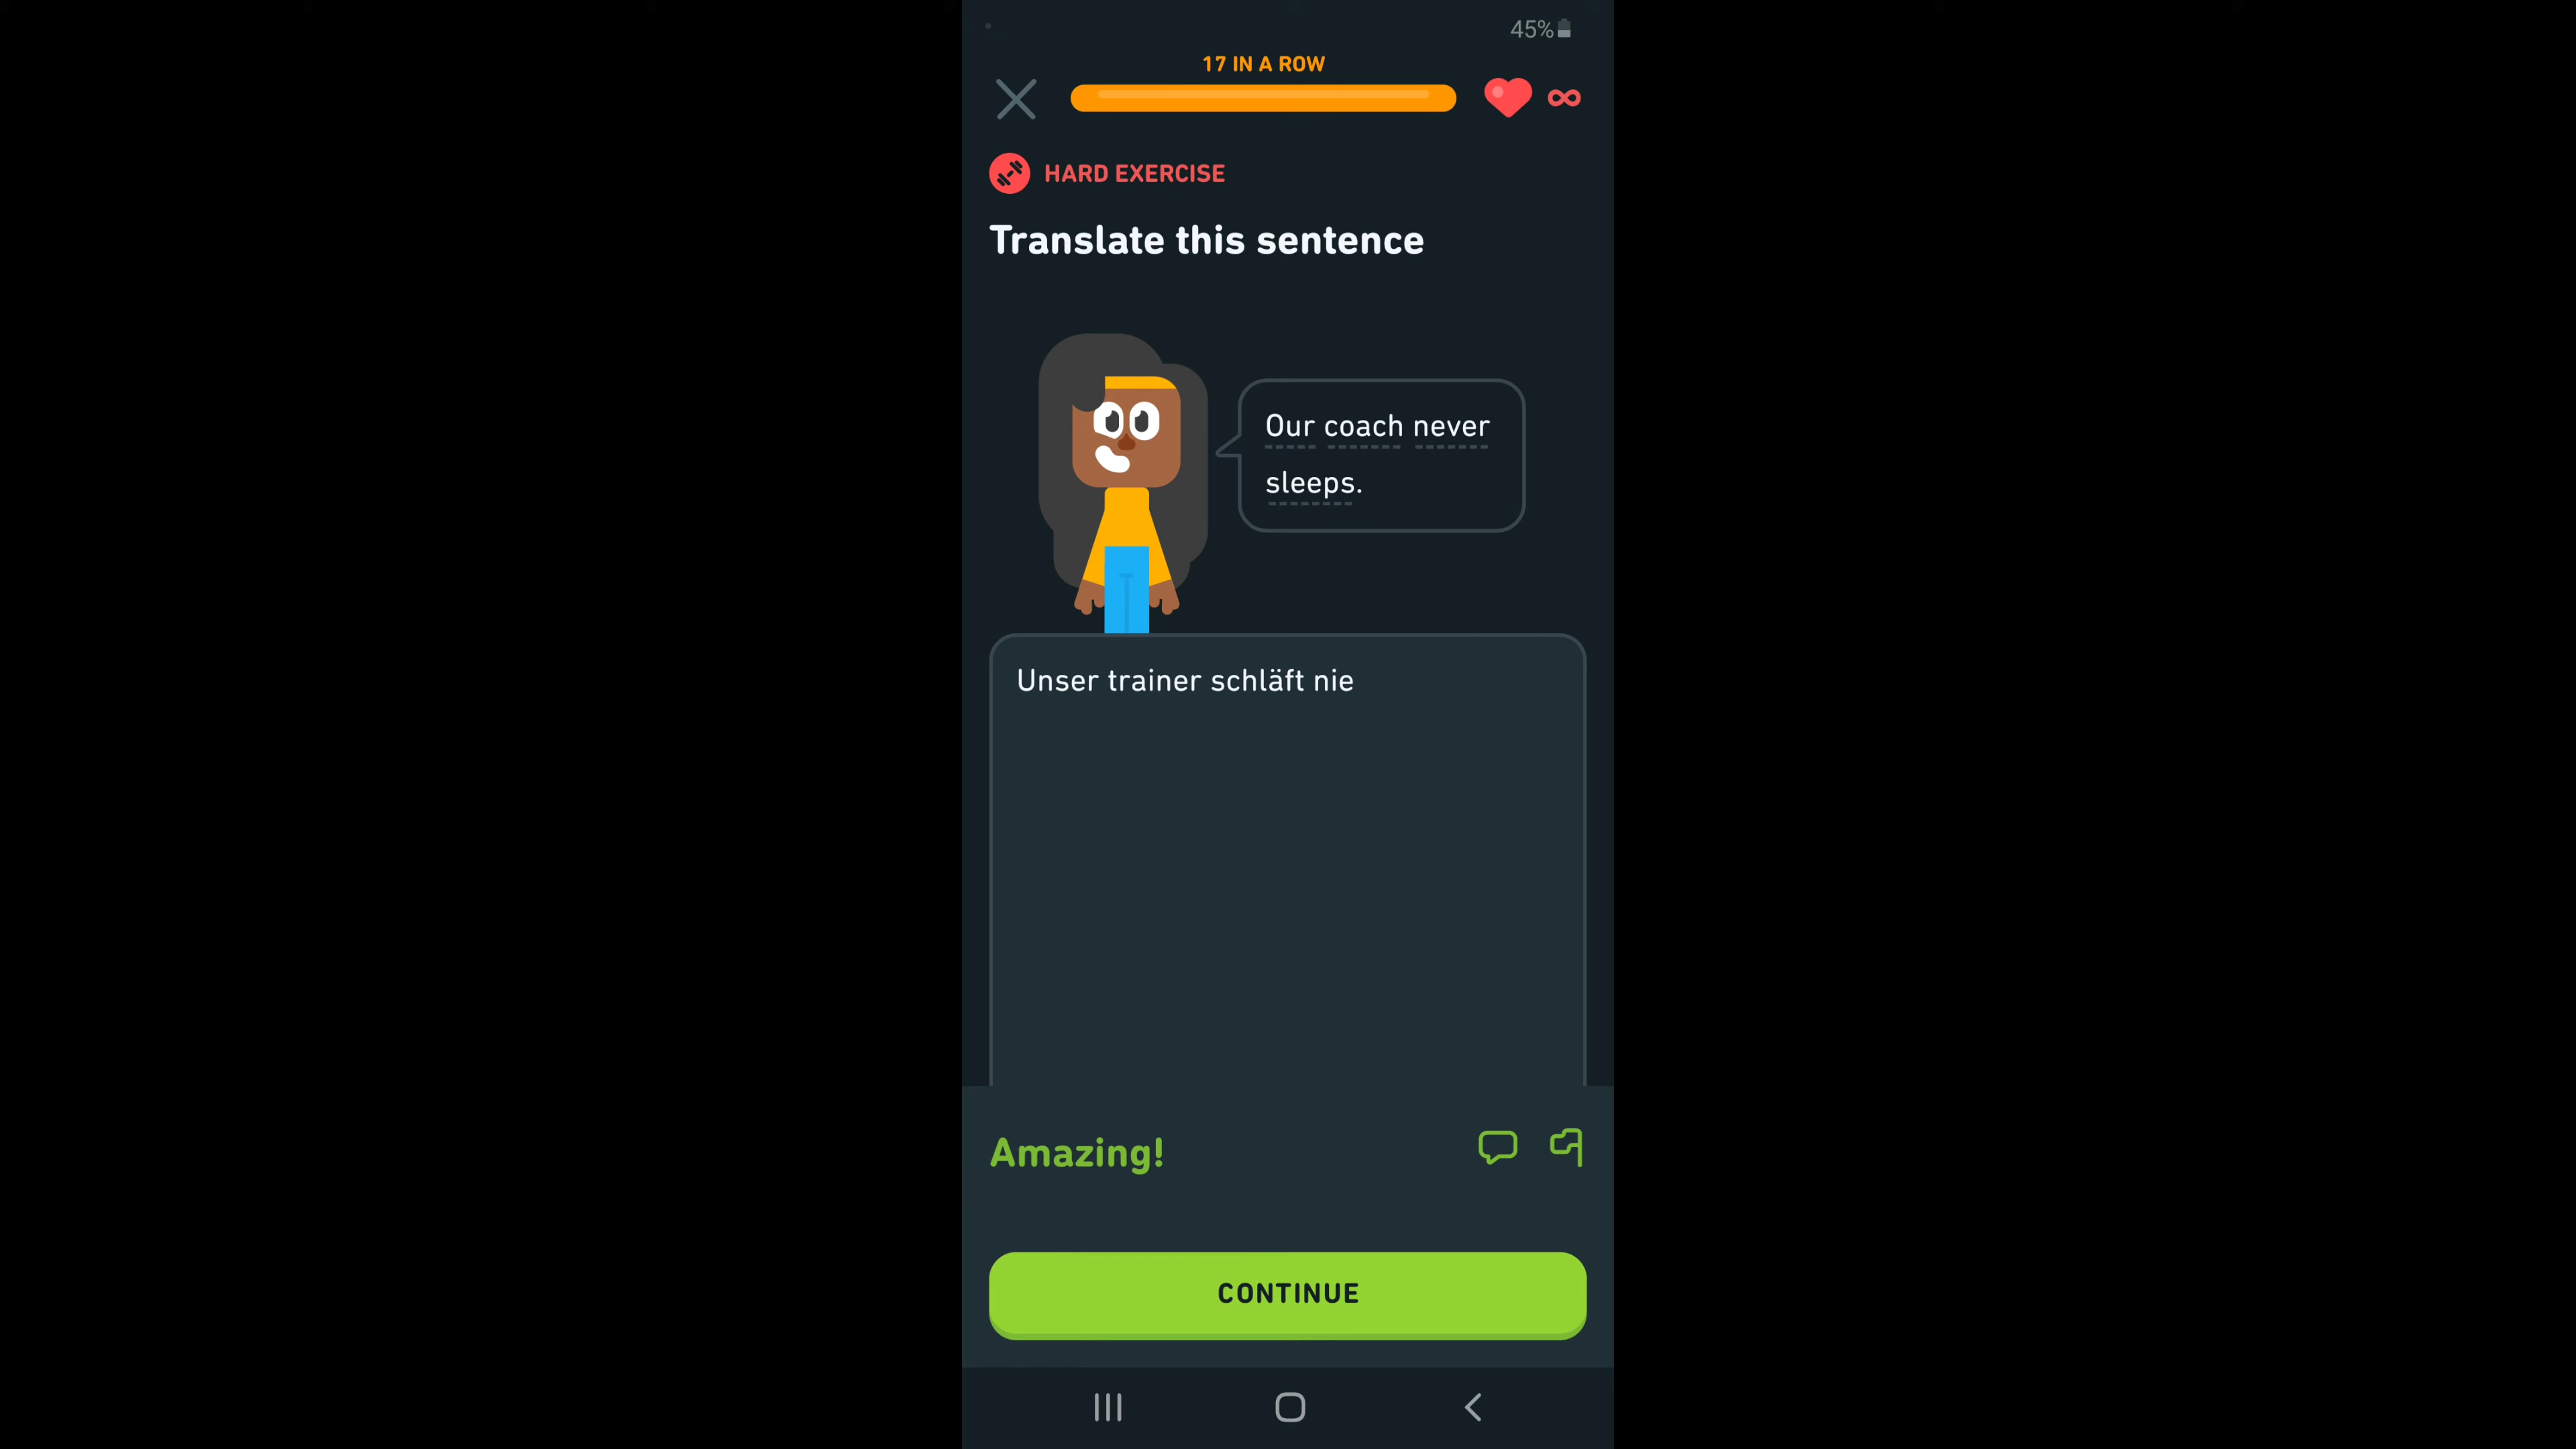 45%
17 IN A ROW
HARD EXERCISE
Translate this sentence
Our coach never
sleeps.
Unser trainer schläft nie
Amazing!
CONTINUE